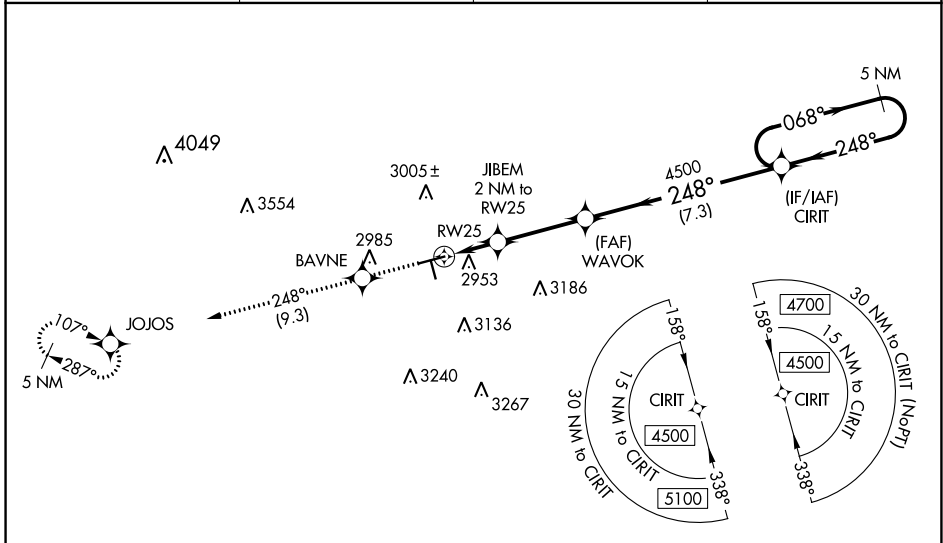 5 NM
068°
248°
4049
3005±
JIBEM
2 NM to
RW25
4500
248°
(7.3)
(IF/IAF)
CIRIT
3554
RW25
(FAF)
WAVOK
2985
BAVNE
2953
3186
248°
(9.3)
107°
JOJOS
287°
5 NM
3136
3240
3267
158°
30 NM to CIRIT
15 NM to CIRIT
CIRIT
4500
5100
338°
158°
4700
30 NM to CIRIT (NoPT)
15 NM to CIRIT
4500
CIRIT
338°